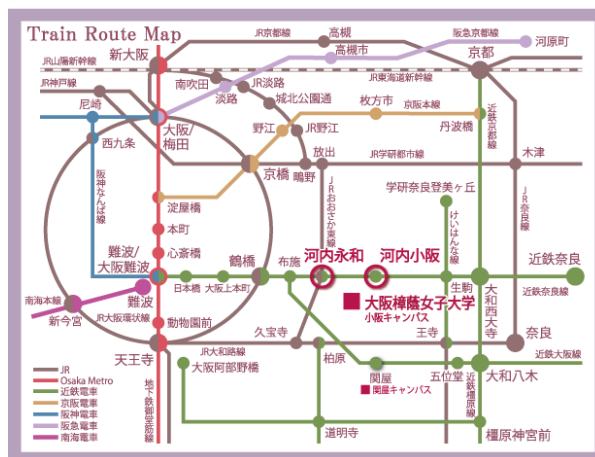 Train Route Map
JR京都線
高槻
阪急京都線
河原町
新大阪
高槻市
京都
JR山陽新幹線
JR東海道新幹線
南吹田
JR淡路
JR神戸線
淡路
城北公園通
尼崎
枚方市
京阪本線
近鉄京都線
大阪/
梅田
野江
JR野江
丹波橋
西九条
放出
JR学研都市線
木津
京橋
鴫野
阪神なんば線
学研奈良登美ヶ丘
淀屋橋
JRおおさか東線
けいはんな線
JR奈良線
本町
心斎橋
難波/
大阪難波
鶴橋
布施
河内永和
河内小阪
近鉄奈良
日本橋
大阪上本町
生駒
大和西大寺
近鉄奈良線
難波
南海本線
大阪樟蔭女子大学
小阪キャンパス
新今宮
JR大阪環状線
動物園前
久宝寺
王寺
奈良
天王寺
JR大和路線
柏原
近鉄大阪線
大阪阿部野橋
関屋
五位堂
大和八木
関屋キャンパス
地下鉄御堂筋線
近鉄橿原線
道明寺
橿原神宮前
JR
Osaka Metro
近鉄電車
京阪電車
阪神電車
阪急電車
南海電車